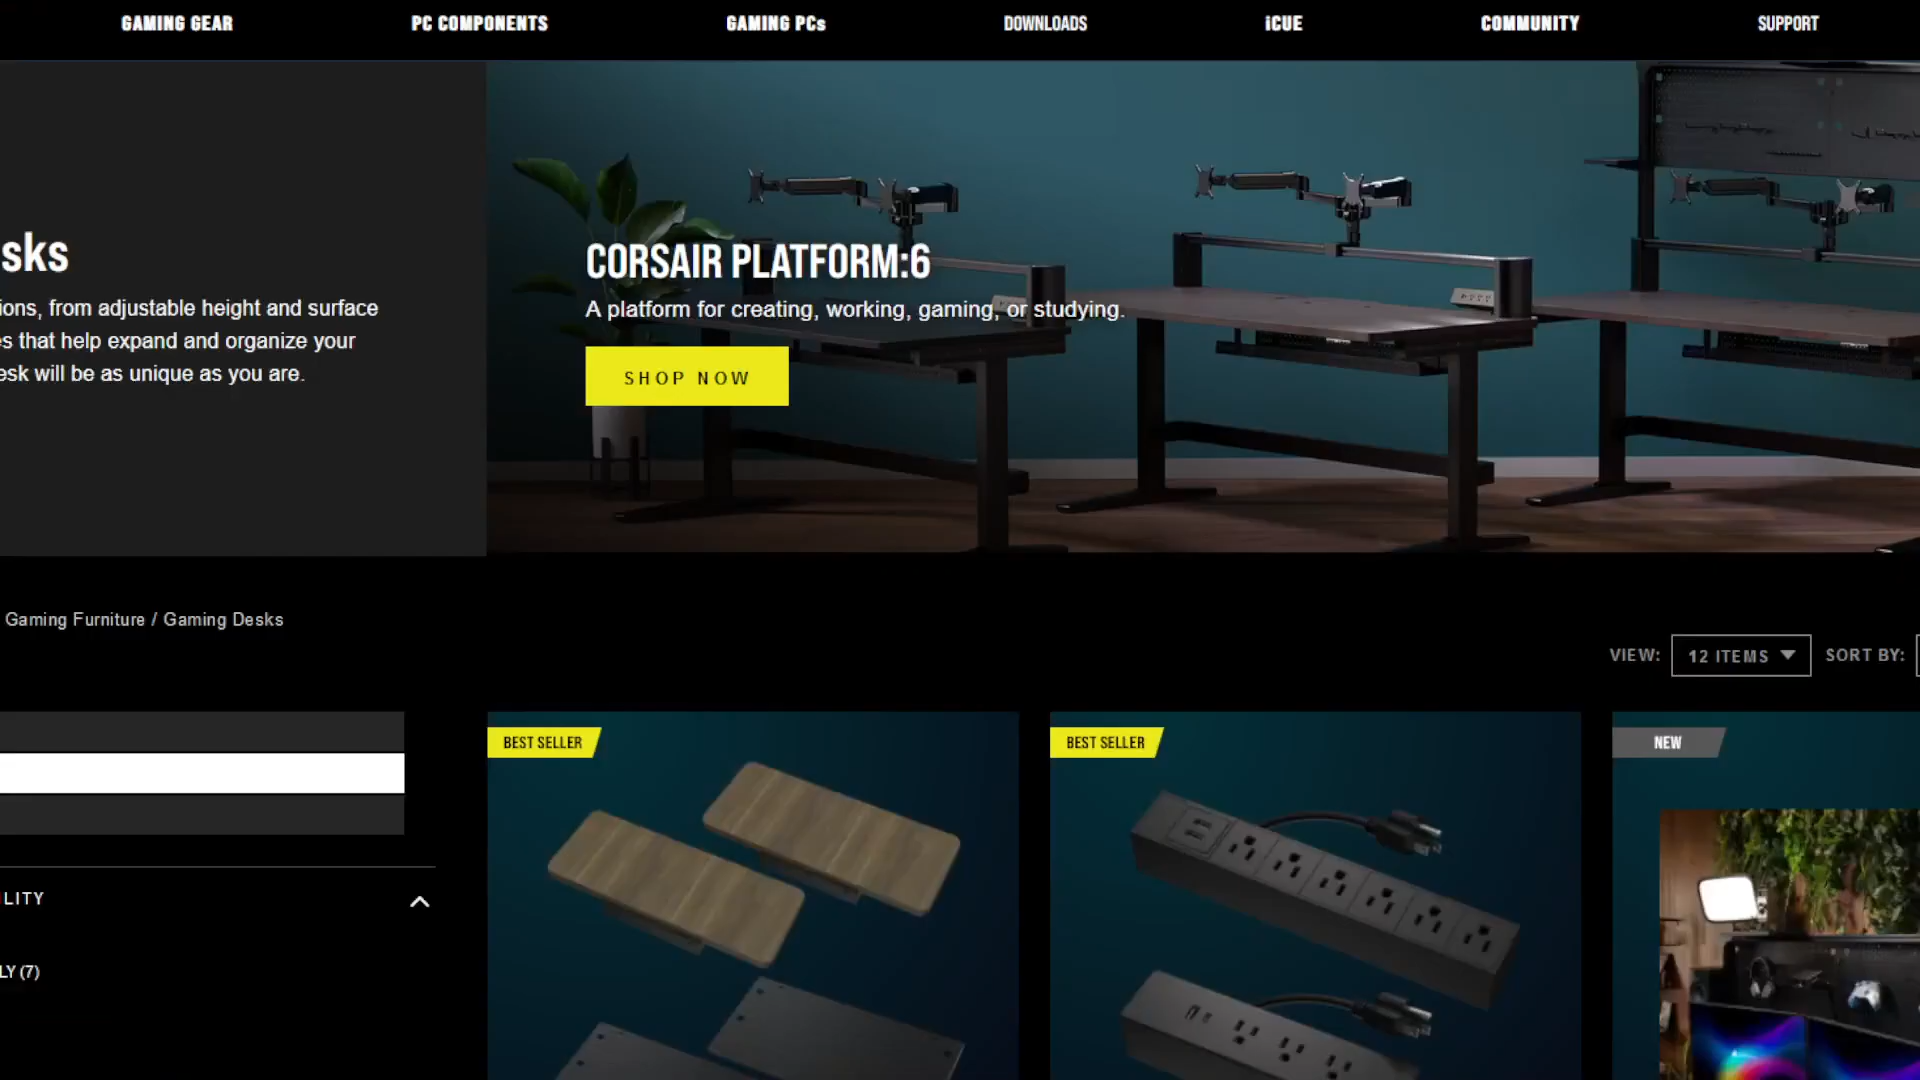 GAMING GEAR
PC COMPONENTS
GAMING PCs
DOWNLOADS
iCUE
COMMUNITY
SUPPORT
sks
ions, from adjustable height and surface
s that help expand and organize your
esk will be as unique as you are.
CORSAIR PLATFORM:6
A platform for creating, working, gaming, or studying.
SHOP NOW
Gaming Furniture / Gaming Desks
VIEW:
12 ITEMS
SORT BY:
BEST SELLER
BEST SELLER
NEW
ILITY
LY (7)